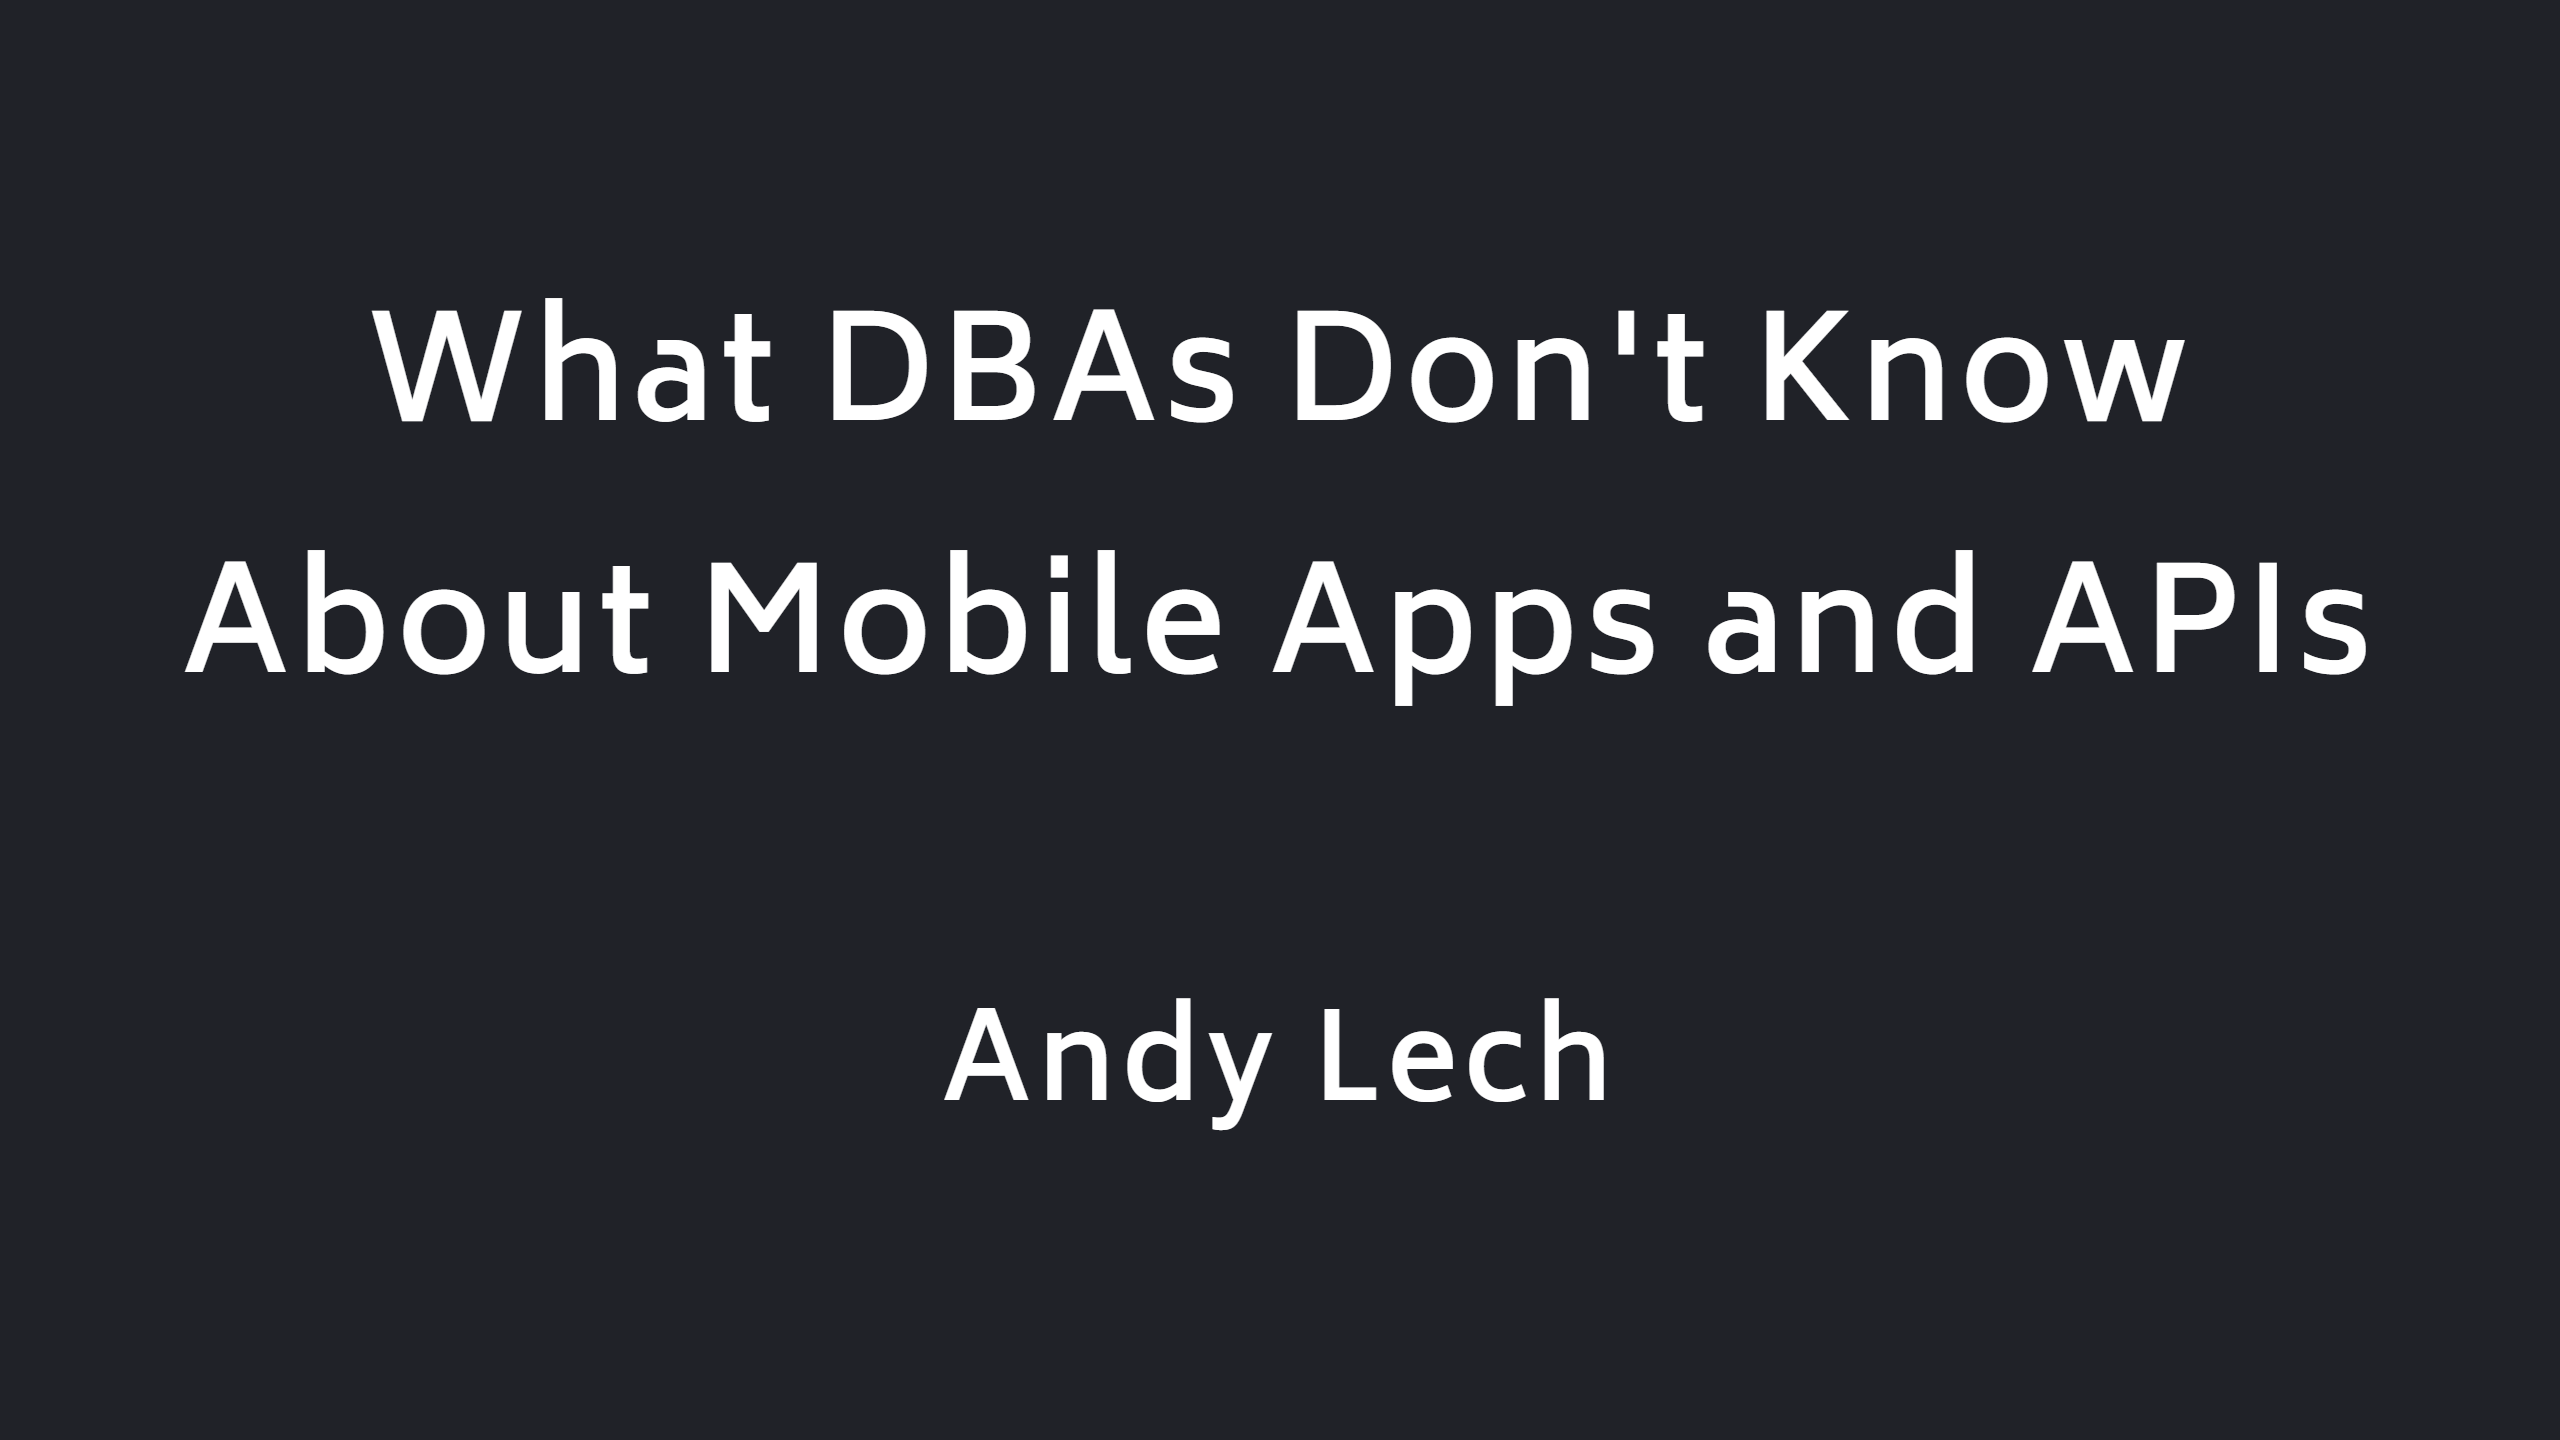 What DBAs Don't Know
About Mobile Apps and APIs
Andy Lech